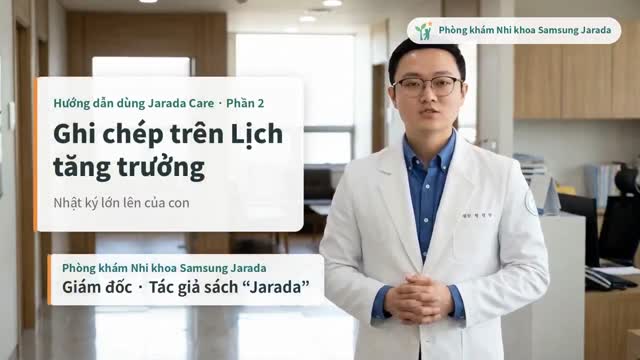 Phòng khám Nhi khoa Samsung Jarada
Hướng dẫn dùng Jarada Care · Phần 2
Ghi chép trên Lịch
tăng trưởng
Nhật ký lớn lên của con
Phòng khám Nhi khoa Samsung Jarada
Giám đốc · Tác giả sách “Jarada”